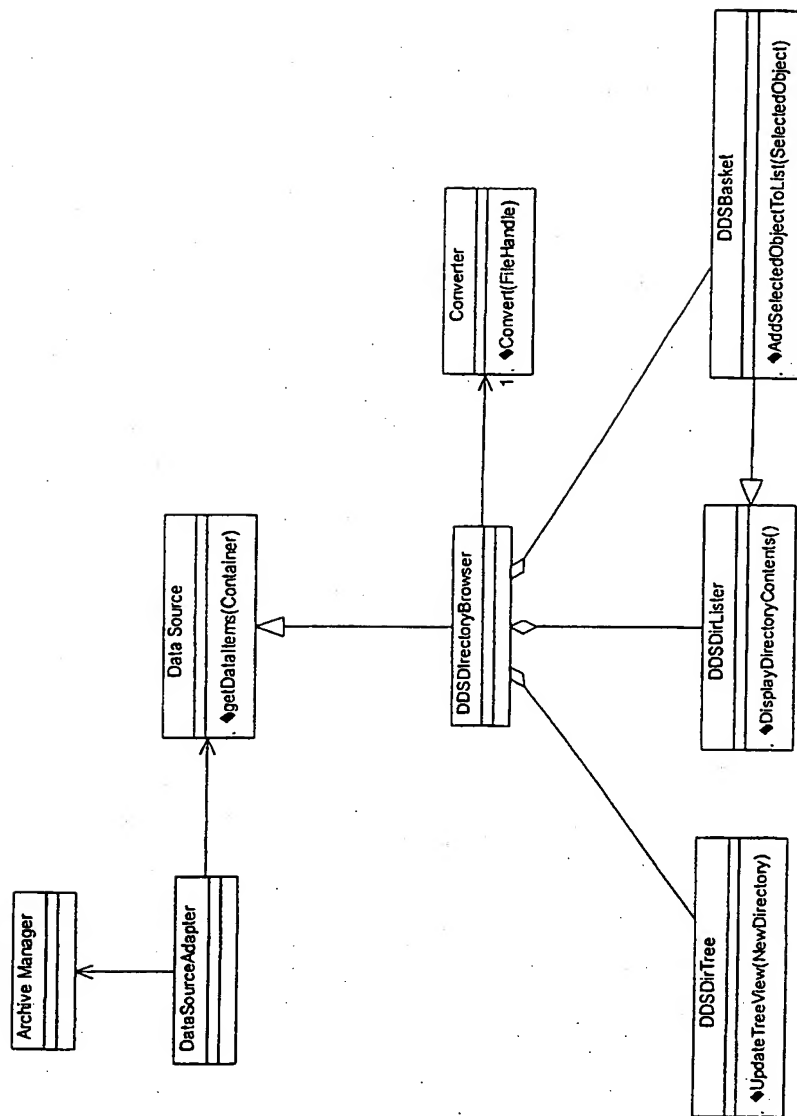 Archive Manager
DataSourceAdapter
Data Source
getDataItems(Container)
DDSDIrectoryBrowser
1
Converter
Convert(FileHandle)
DDSDirTree
UpdateTreeView(NewDirectory)
DDSDirLister
DisplayDirectoryContents()
DDSBasket
AddSelectedObjectToList(SelectedObject)